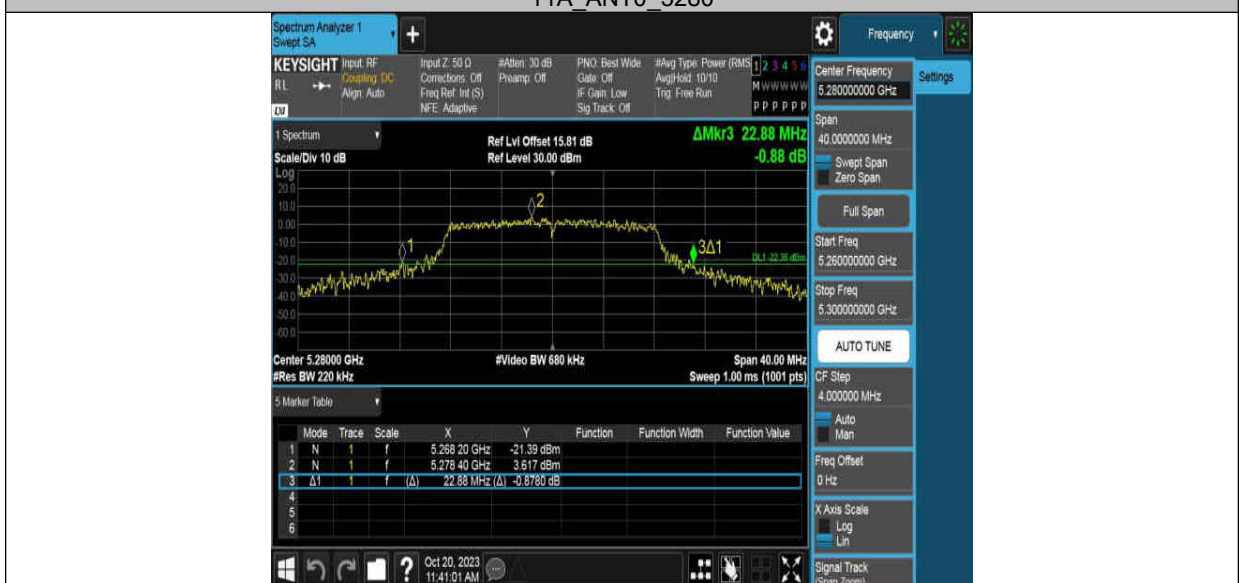 11A_ANT0_5280
Spectrum Analyzer 1
Swept SA
+
Frequency
KEYSIGHT
RL
LXI
Input: RF
Coupling: DC
Align: Auto
Input Z: 50 Ω
Corrections: Off
Freq Ref: Int (S)
NFE: Adaptive
#Atten: 30 dB
Preamp: Off
PNO: Best Wide
Gate: Off
IF Gain: Low
Sig Track: Off
#Avg Type: Power (RMS
Avg|Hold: 10/10
Trig: Free Run
1 2 3 4 5 6
M W W W W W
P P P P P P
1 Spectrum
Scale/Div 10 dB
Ref Lvl Offset 15.81 dB
Ref Level 30.00 dBm
ΔMkr3 22.88 MHz
-0.88 dB
Log
20.0
10.0
0.00
-10.0
-20.0
-30.0
-40.0
-50.0
-60.0
1
2
3Δ1
DL1 -22.38 dBm
Center 5.28000 GHz
#Res BW 220 kHz
#Video BW 680 kHz
Span 40.00 MHz
Sweep 1.00 ms (1001 pts)
5 Marker Table
Mode Trace Scale X Y Function Function Width Function Value
1 N 1 f 5.268 20 GHz -21.39 dBm
2 N 1 f 5.278 40 GHz 3.617 dBm
3 Δ1 1 f (Δ) 22.88 MHz (Δ) -0.8780 dB
4
5
6
Oct 20, 2023
11:41:01 AM
Center Frequency
5.280000000 GHz
Settings
Span
40.0000000 MHz
Swept Span
Zero Span
Full Span
Start Freq
5.260000000 GHz
Stop Freq
5.300000000 GHz
AUTO TUNE
CF Step
4.000000 MHz
Auto
Man
Freq Offset
0 Hz
X Axis Scale
Log
Lin
Signal Track
(Span Zoom)